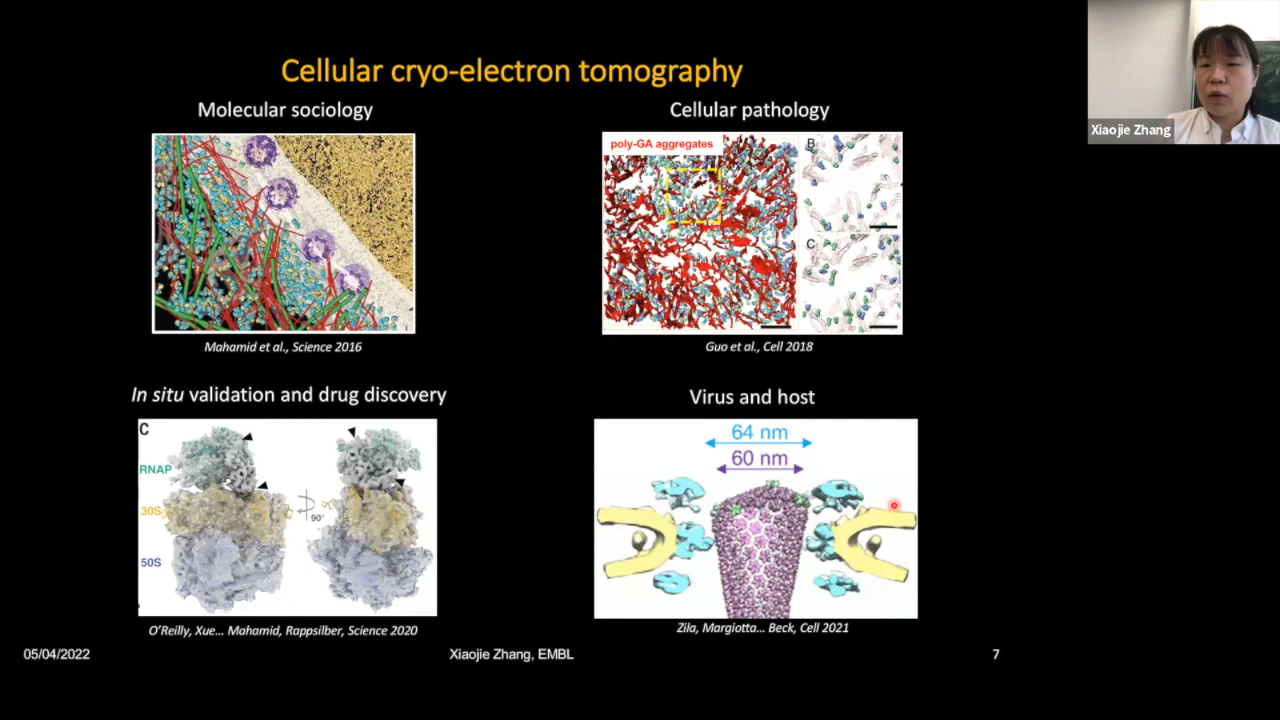 Cellular cryo-electron tomography
Xiaojie Zhang
Molecular sociology
Cellular pathology
poly-GA aggregates
B
C
Mahamid et al., Science 2016
Guo et al., Cell 2018
In situ validation and drug discovery
Virus and host
C
RNAP
30S
50S
90°
64 nm
60 nm
O'Reilly, Xue... Mahamid, Rappsilber, Science 2020
Zila, Margiotta... Beck, Cell 2021
05/04/2022
Xiaojie Zhang, EMBL
7